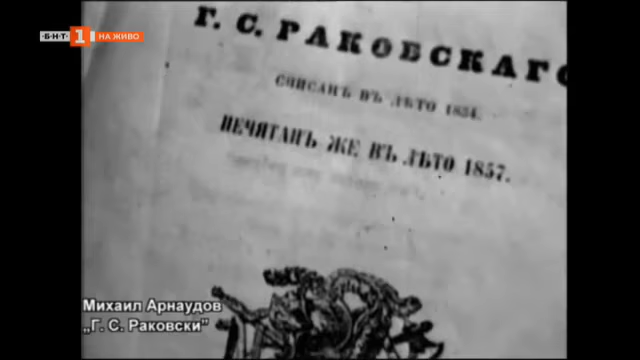 БНТ 1 НА ЖИВО
Г. С. РАКОВСКАГО
СПИСАНЪ ВЪ ЛѢТО 1854.
ПЕЧЯТАНЪ ЖЕ ВЪ ЛѢТО 1857.
Михаил Арнаудов
„Г. С. Раковски”